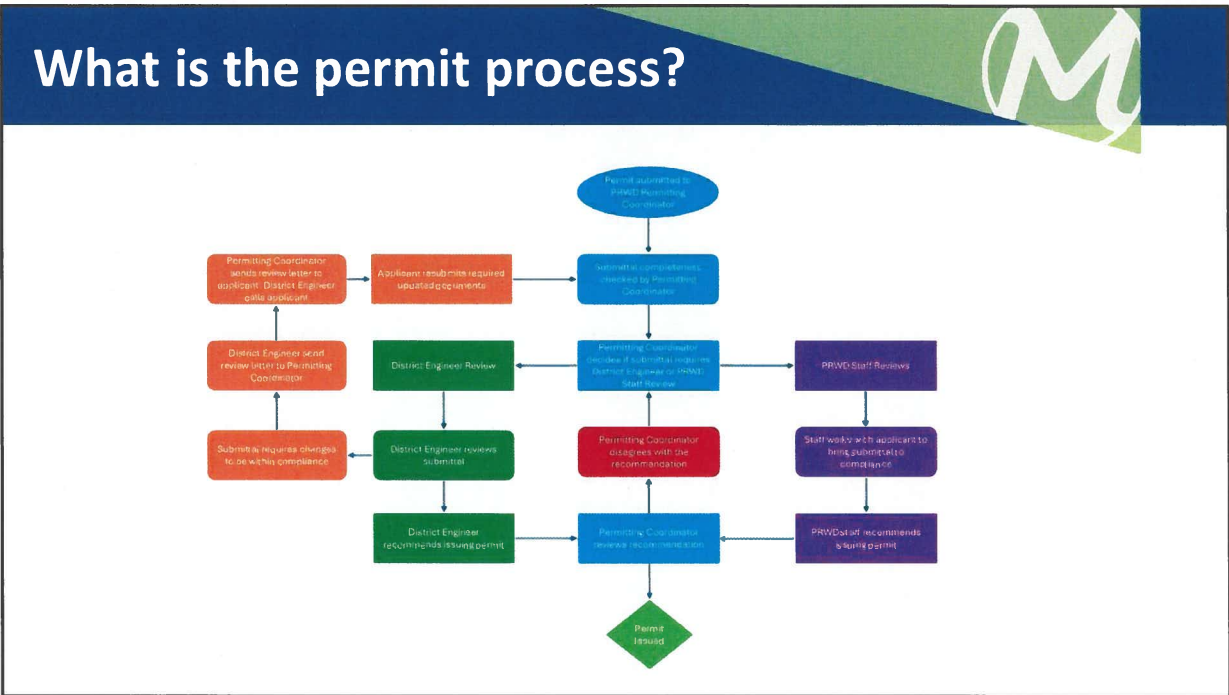 What is the permit process?
Permit submitted to
PRWD Permitting
Coordinator
Permitting Coordinator
sends review letter to
applicant. District Engineer
calls applicant
Applicant resubmits required
updated documents
Submittal completeness
checked by Permitting
Coordinator
District Engineer send
review letter to Permitting
Coordinator
District Engineer Review
Permitting Coordinator
decides if submittal requires
District Engineer or PRWD
Staff Review
PRWD Staff Reviews
Submittal requires changes
to be within compliance
District Engineer reviews
submittal
Permitting Coordinator
disagrees with the
recommandation
Staff works with applicant to
bring submittal to
compliance
District Engineer
recommends issuing permit
Permitting Coordinator
reviews recommendation
PRWD staff recommends
issuing permit
Permit
Issued
M